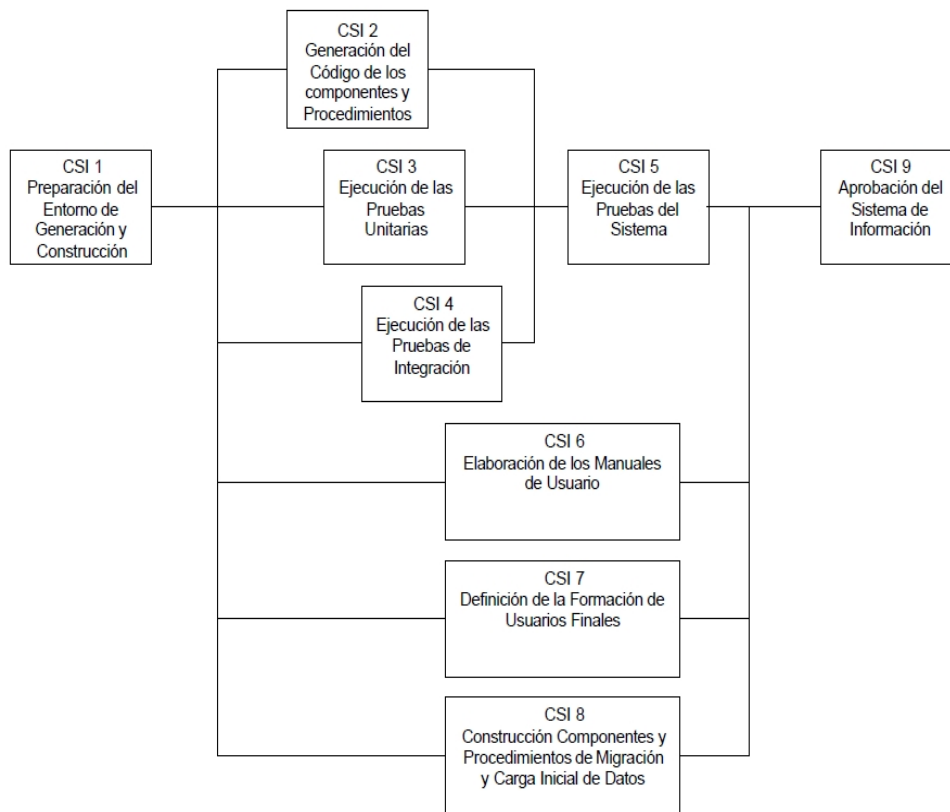 CSI 2
Generación del
Código de los
componentes y
Procedimientos
CSI 1
Preparación del
Entorno de
Generación y
Construcción
CSI 3
Ejecución de las
Pruebas
Unitarias
CSI 5
Ejecución de las
Pruebas del
Sistema
CSI 9
Aprobación del
Sistema de
Información
CSI 4
Ejecución de las
Pruebas de
Integración
CSI 6
Elaboración de los Manuales
de Usuario
CSI 7
Definición de la Formación de
Usuarios Finales
CSI 8
Construcción Componentes y
Procedimientos de Migración
y Carga Inicial de Datos